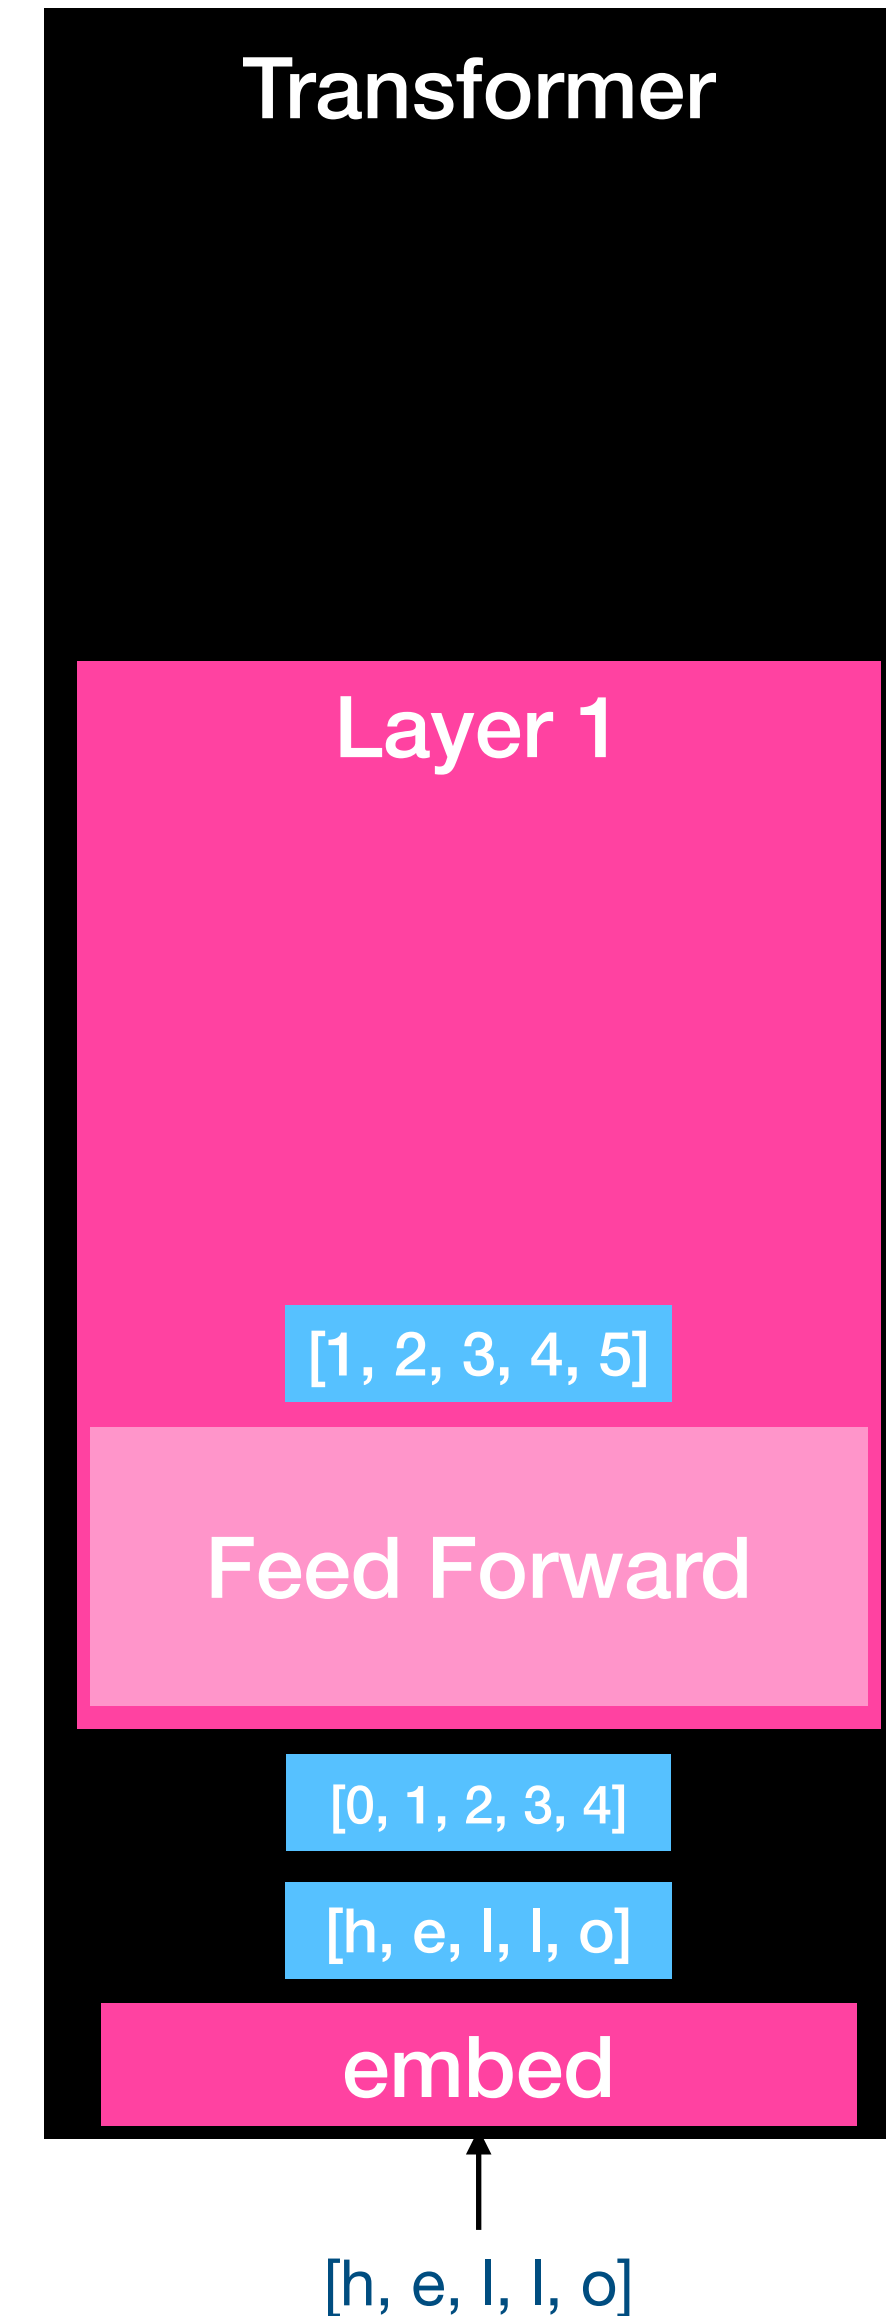 Transformer
Layer 1
[1, 2, 3, 4, 5]
Feed Forward
[0, 1, 2, 3, 4]
[h, e, l, l, o]
embed
[h, e, l, l, o]